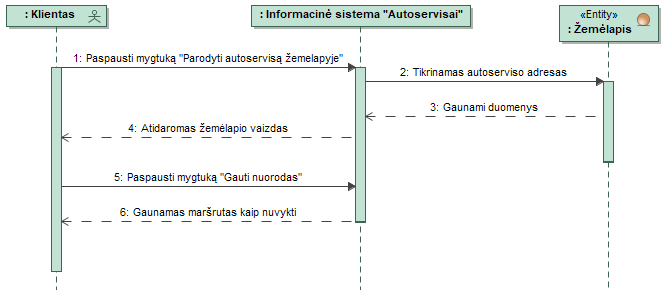 : Klientas
: Informacinė sistema "Autoservisai"
«Entity»
: Žemėlapis
1: Paspausti mygtuką "Parodyti autoservisą žemelapyje"
2: Tikrinamas autoserviso adresas
3: Gaunami duomenys
4: Atidaromas žemėlapio vaizdas
5: Paspausti mygtuką "Gauti nuorodas"
6: Gaunamas maršrutas kaip nuvykti